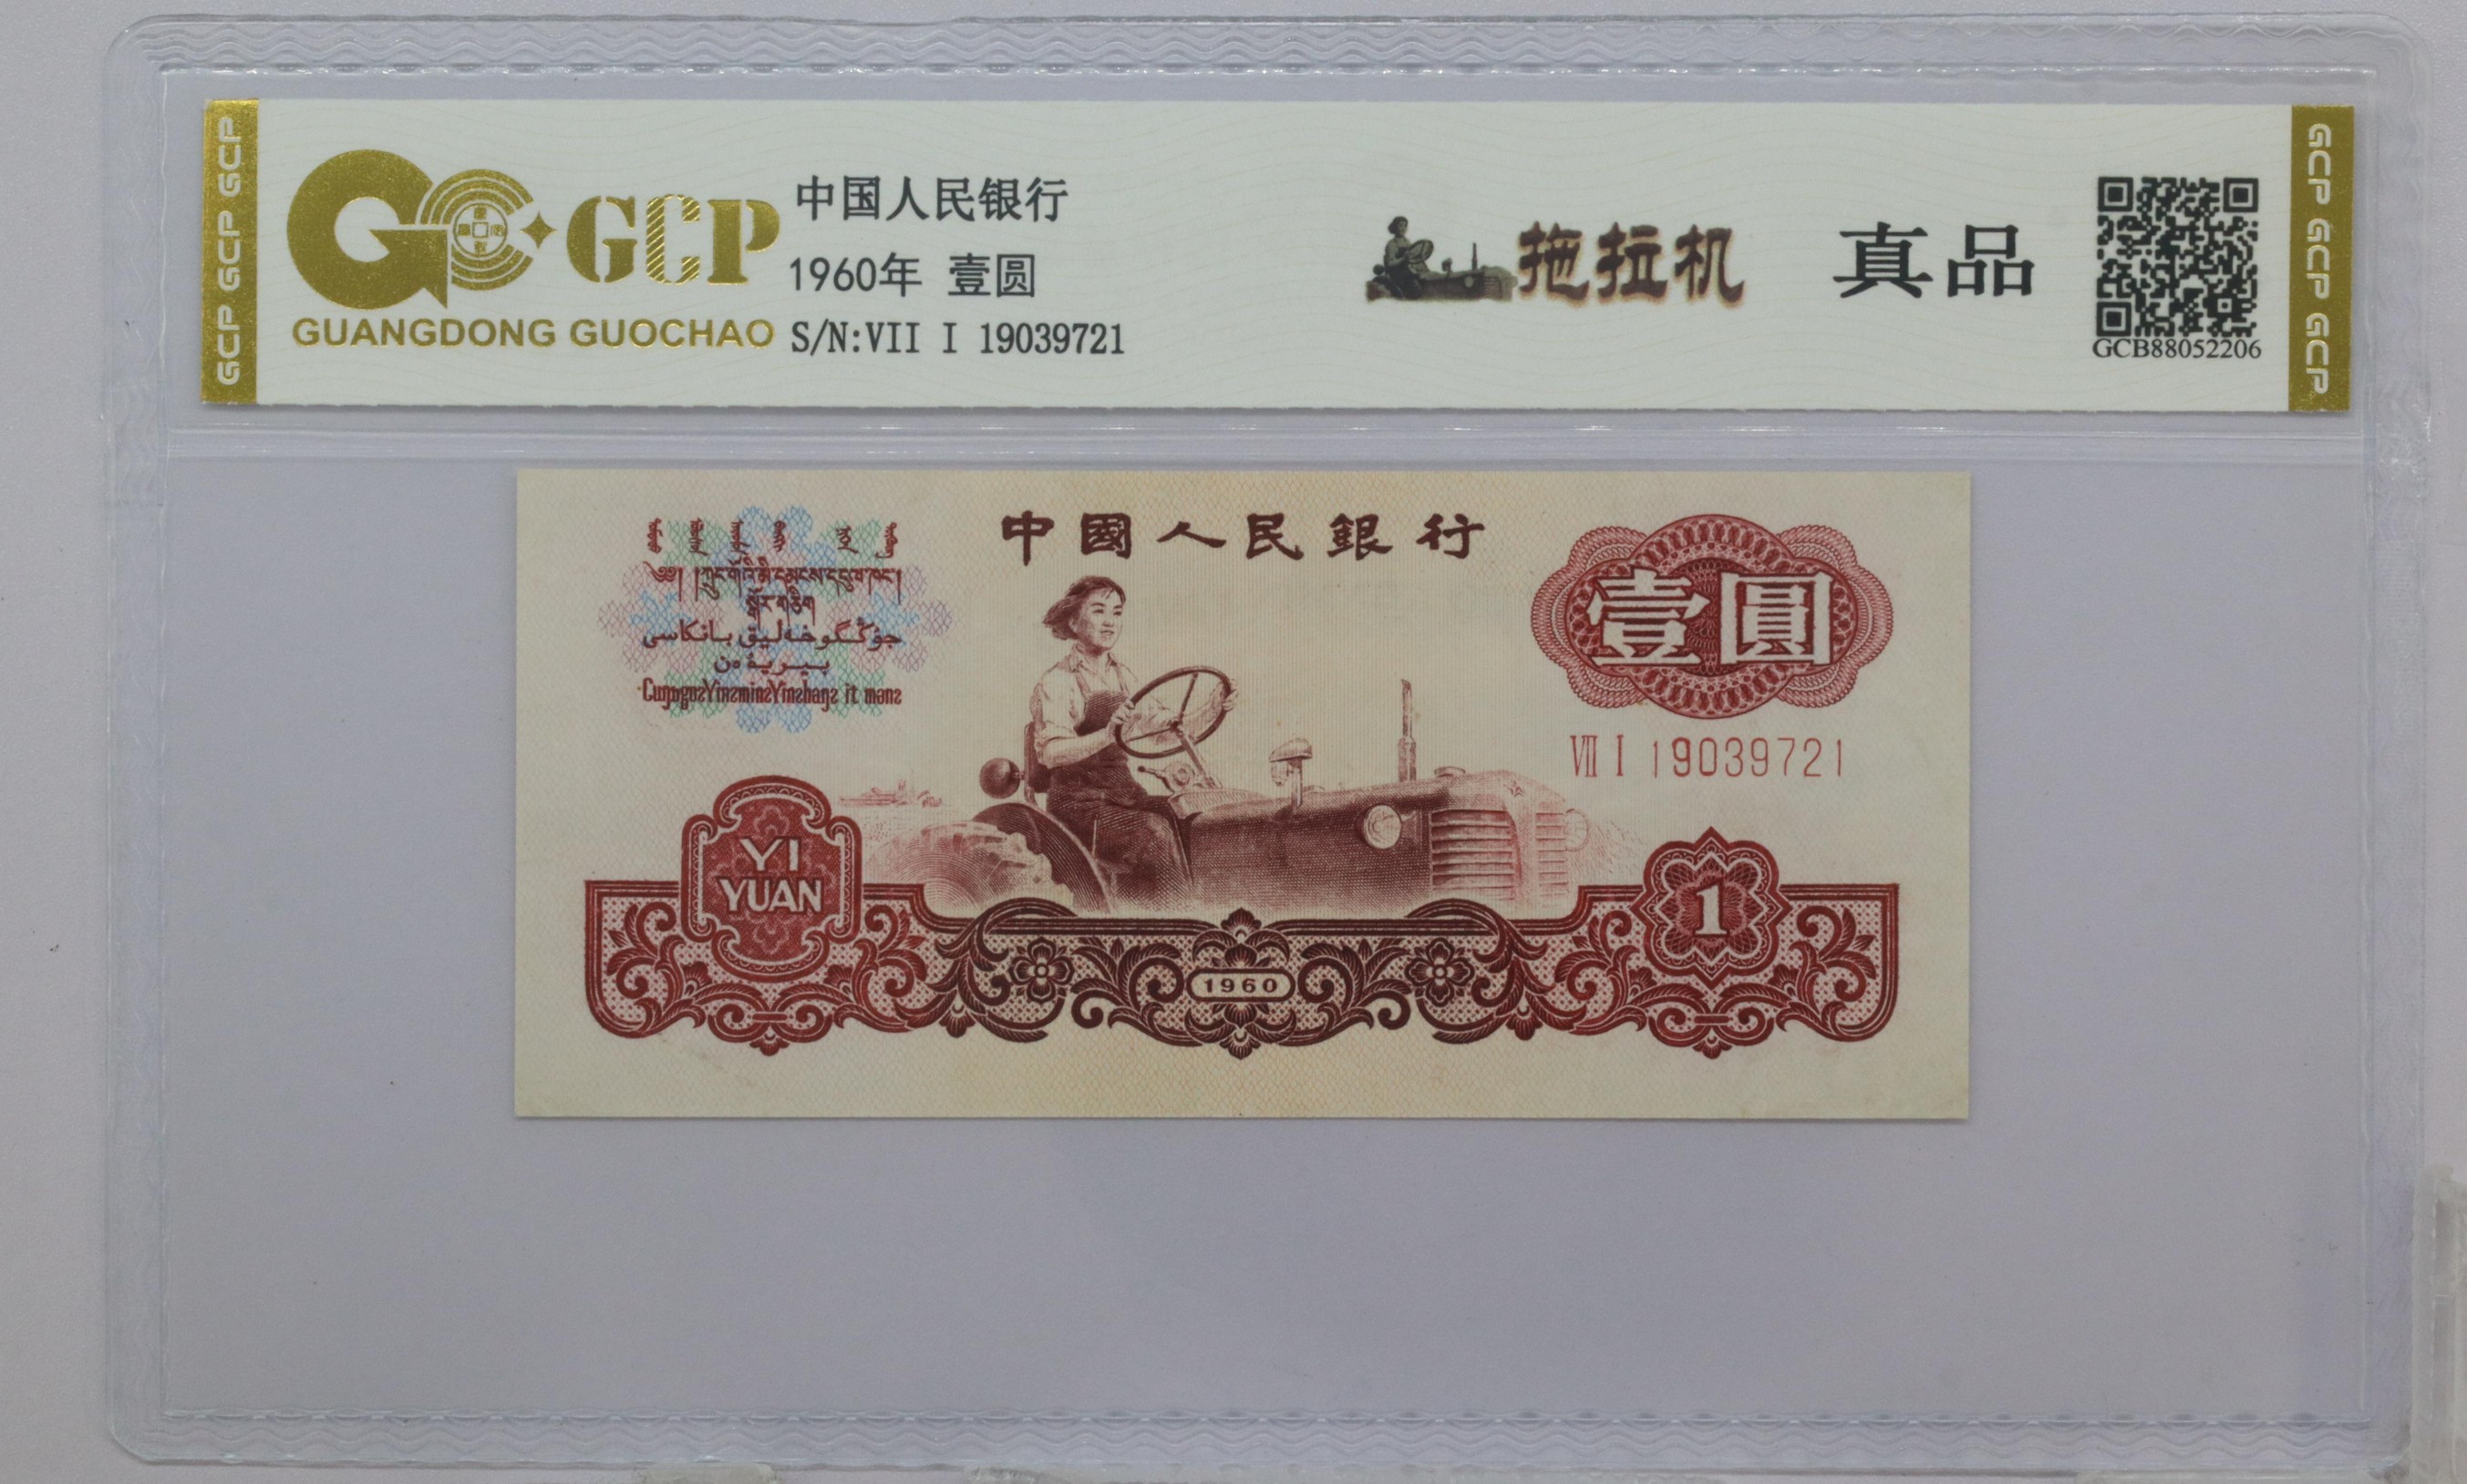 GCP GCP GCP
GCP
GUANGDONG GUOCHAO
中国人民银行
1960年 壹圆
S/N:VII I 19039721
拖拉机
真品
GCB88052206
GCP GCP GCP
中國人民銀行
壹圓
VII I 19039721
YI
YUAN
1960
1